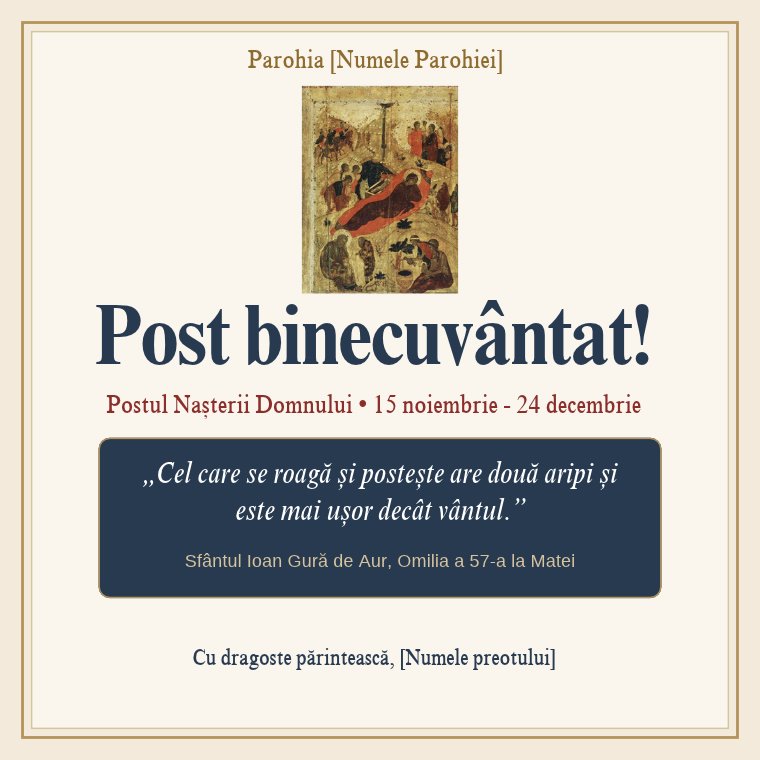 Parohia [Numele Parohiei]
Post binecuvântat!
Postul Nașterii Domnului • 15 noiembrie - 24 decembrie
„Cel care se roagă și postește are două aripi și
este mai ușor decât vântul.”
Sfântul Ioan Gură de Aur, Omilia a 57-a la Matei
Cu dragoste părintească, [Numele preotului]